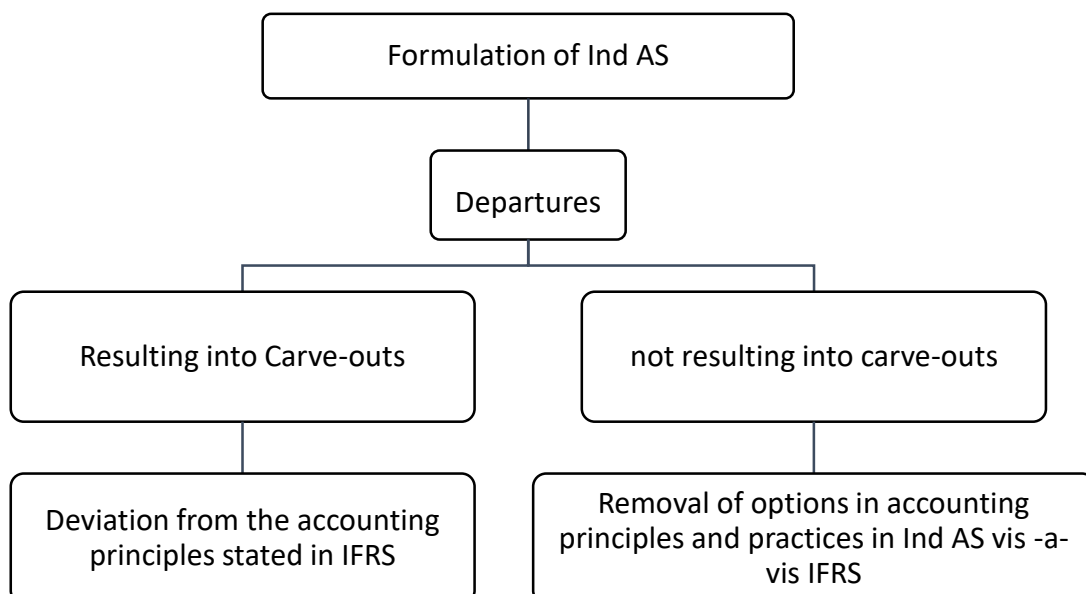 Formulation of Ind AS
Departures
Resulting into Carve-outs
not resulting into carve-outs
Deviation from the accounting
principles stated in IFRS
Removal of options in accounting
principles and practices in Ind AS vis -a-
vis IFRS